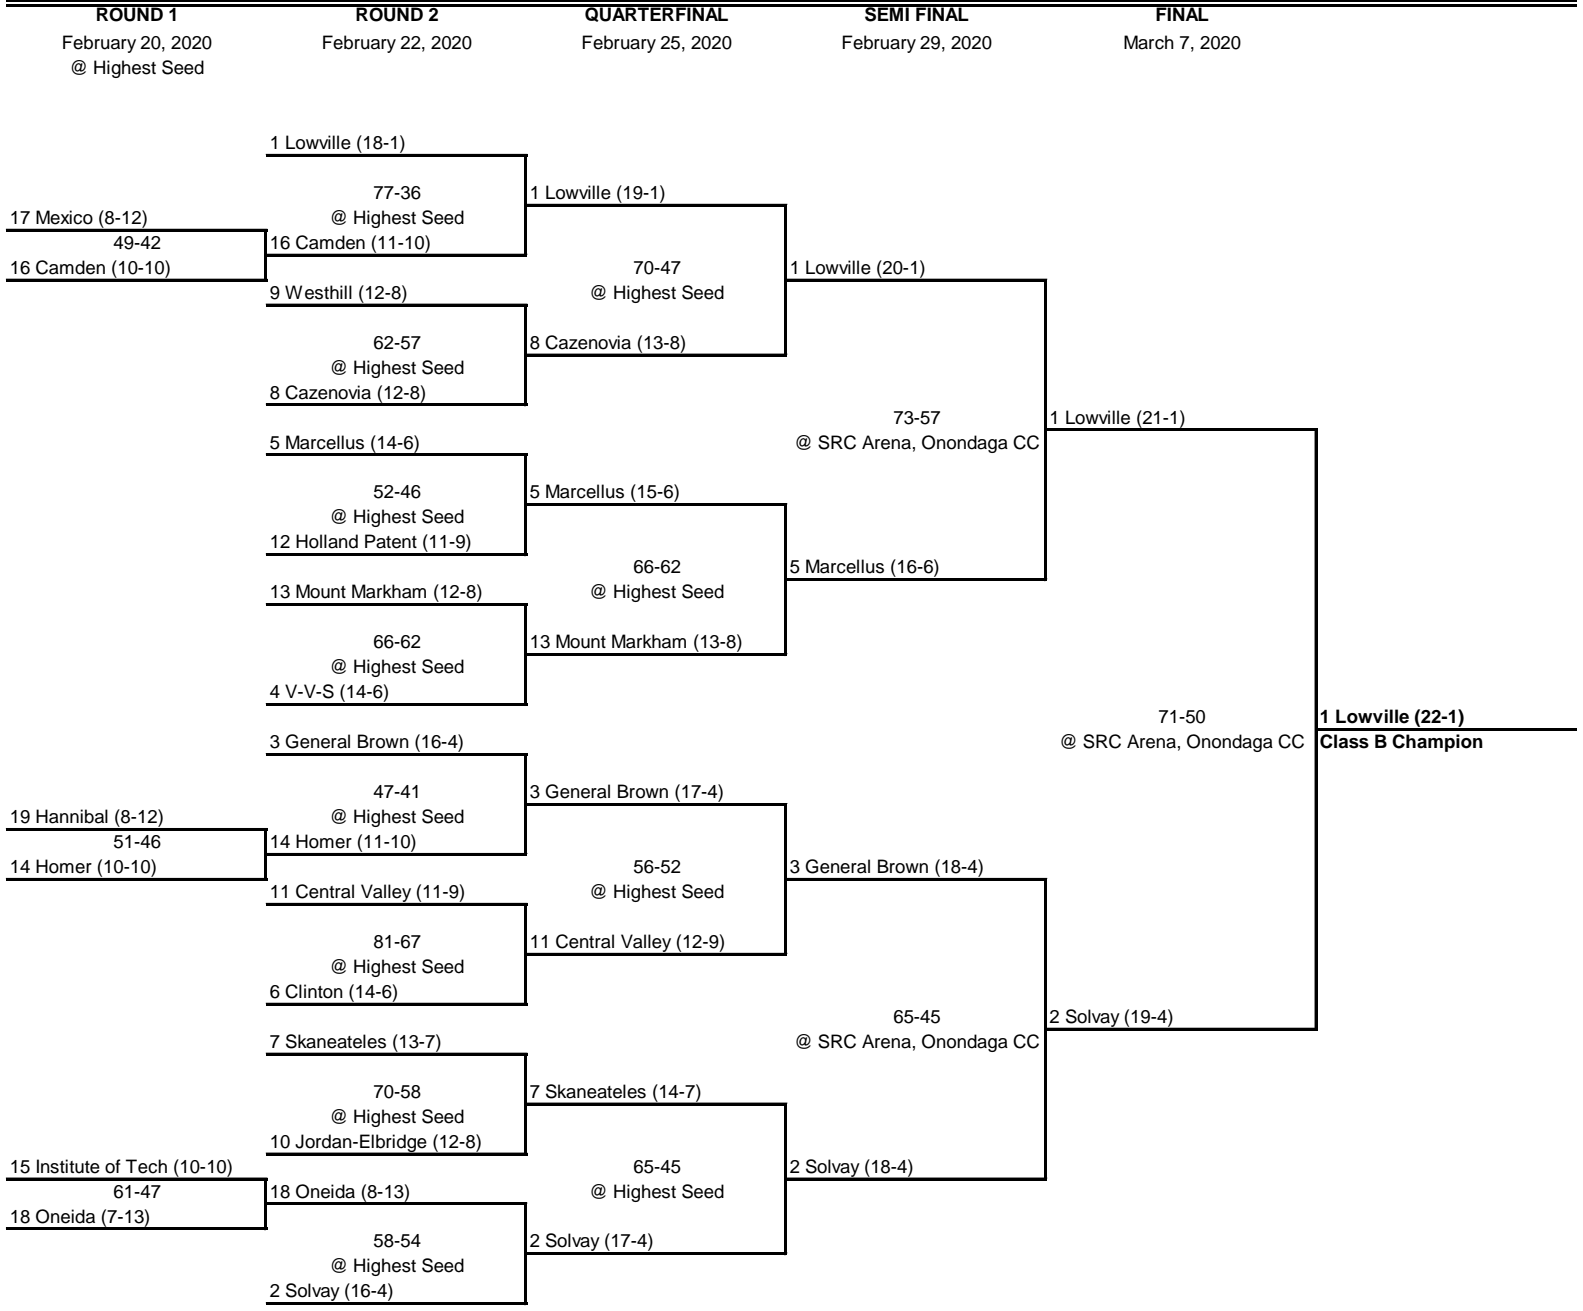 ROUND 1 ROUND 2 QUARTERFINAL SEMI FINAL FINAL
February 20, 2020 February 22, 2020 February 25, 2020 February 29, 2020 March 7, 2020
@ Highest Seed
1 Lowville (18-1)
77-36 1 Lowville (19-1)
17 Mexico (8-12) @ Highest Seed
49-42 16 Camden (11-10)
16 Camden (10-10) 70-47 1 Lowville (20-1)
9 Westhill (12-8) @ Highest Seed
62-57 8 Cazenovia (13-8)
@ Highest Seed
8 Cazenovia (12-8)
73-57 1 Lowville (21-1)
5 Marcellus (14-6) @ SRC Arena, Onondaga CC
52-46 5 Marcellus (15-6)
@ Highest Seed
12 Holland Patent (11-9)
66-62 5 Marcellus (16-6)
13 Mount Markham (12-8) @ Highest Seed
66-62 13 Mount Markham (13-8)
@ Highest Seed
4 V-V-S (14-6)
71-50 1 Lowville (22-1)
3 General Brown (16-4) @ SRC Arena, Onondaga CC Class B Champion
47-41 3 General Brown (17-4)
19 Hannibal (8-12) @ Highest Seed
51-46 14 Homer (11-10)
14 Homer (10-10) 56-52 3 General Brown (18-4)
11 Central Valley (11-9) @ Highest Seed
81-67 11 Central Valley (12-9)
@ Highest Seed
6 Clinton (14-6)
65-45 2 Solvay (19-4)
7 Skaneateles (13-7) @ SRC Arena, Onondaga CC
70-58 7 Skaneateles (14-7)
@ Highest Seed
10 Jordan-Elbridge (12-8)
15 Institute of Tech (10-10) 65-45 2 Solvay (18-4)
61-47 18 Oneida (8-13) @ Highest Seed
18 Oneida (7-13)
58-54 2 Solvay (17-4)
@ Highest Seed
2 Solvay (16-4)